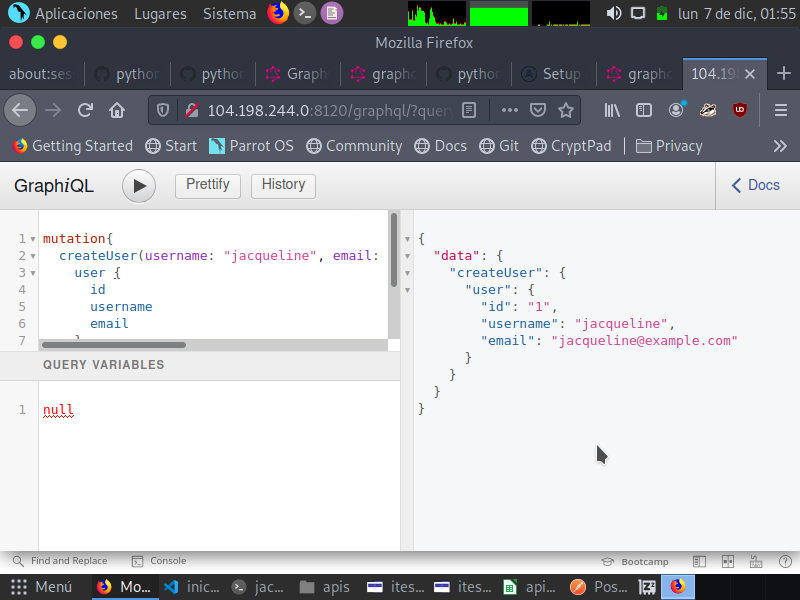 Aplicaciones Lugares Sistema lun 7 de dic, 01:55
Mozilla Firefox
about:ses python python Graph graph python Setup graph 104.19
104.198.244.0:8120/graphql/?query
Getting Started Start Parrot OS Community Docs Git CryptPad Privacy
GraphiQL Prettify History Docs
1 mutation{
2 createUser(username: "jacqueline", email:
3 user {
4 id
5 username
6 email
7 }
QUERY VARIABLES
1 null
{
"data": {
"createUser": {
"user": {
"id": "1",
"username": "jacqueline",
"email": "jacqueline@example.com"
}
}
}
}
Find and Replace Console Bootcamp
Menú Mo... inic... jac... apis ites... ites... api... Pos...